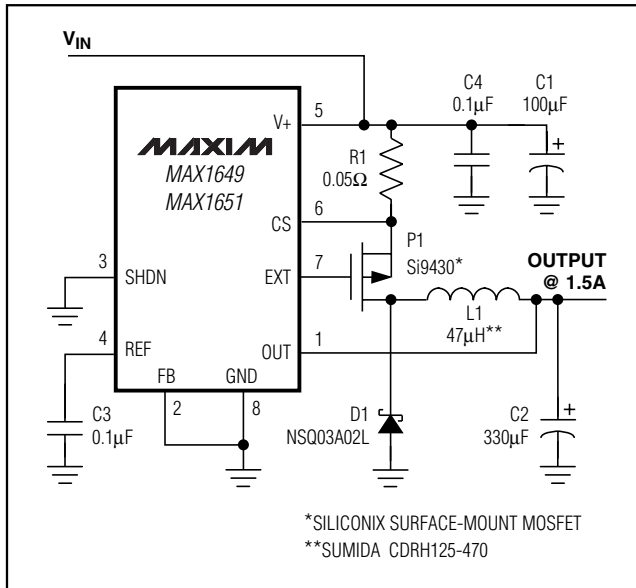 VIN
C4
0.1µF
C1
100µF
5
V+
+
MAXIM
MAX1649
MAX1651
R1
0.05Ω
6
CS
P1
Si9430*
3
SHDN
7
EXT
OUTPUT
@ 1.5A
L1
47µH**
4
REF
1
OUT
FB
GND
2
8
C3
0.1µF
D1
NSQ03A02L
C2
330µF
+
*SILICONIX SURFACE-MOUNT MOSFET
**SUMIDA CDRH125-470